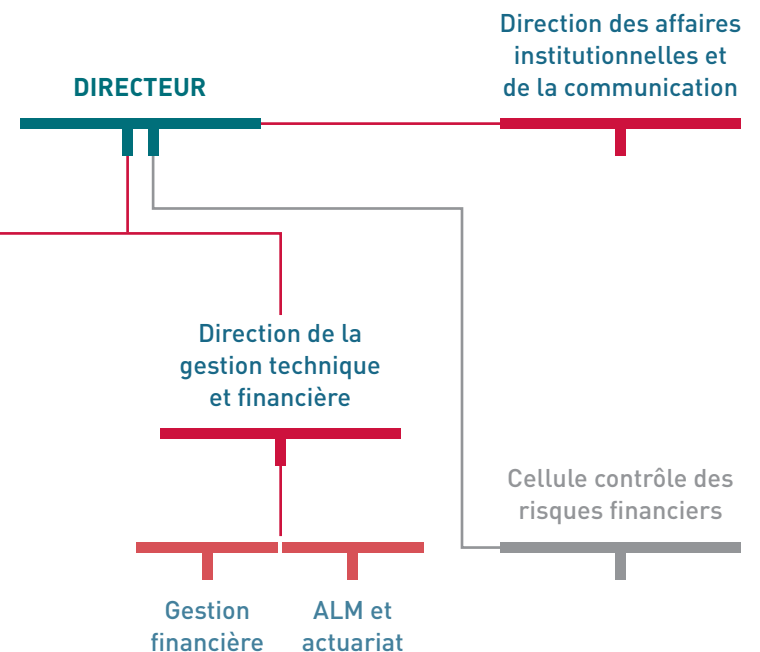 Direction des affaires
institutionnelles et
de la communication
DIRECTEUR
Direction de la
gestion technique
et financière
Cellule contrôle des
risques financiers
Gestion
financière
ALM et
actuariat